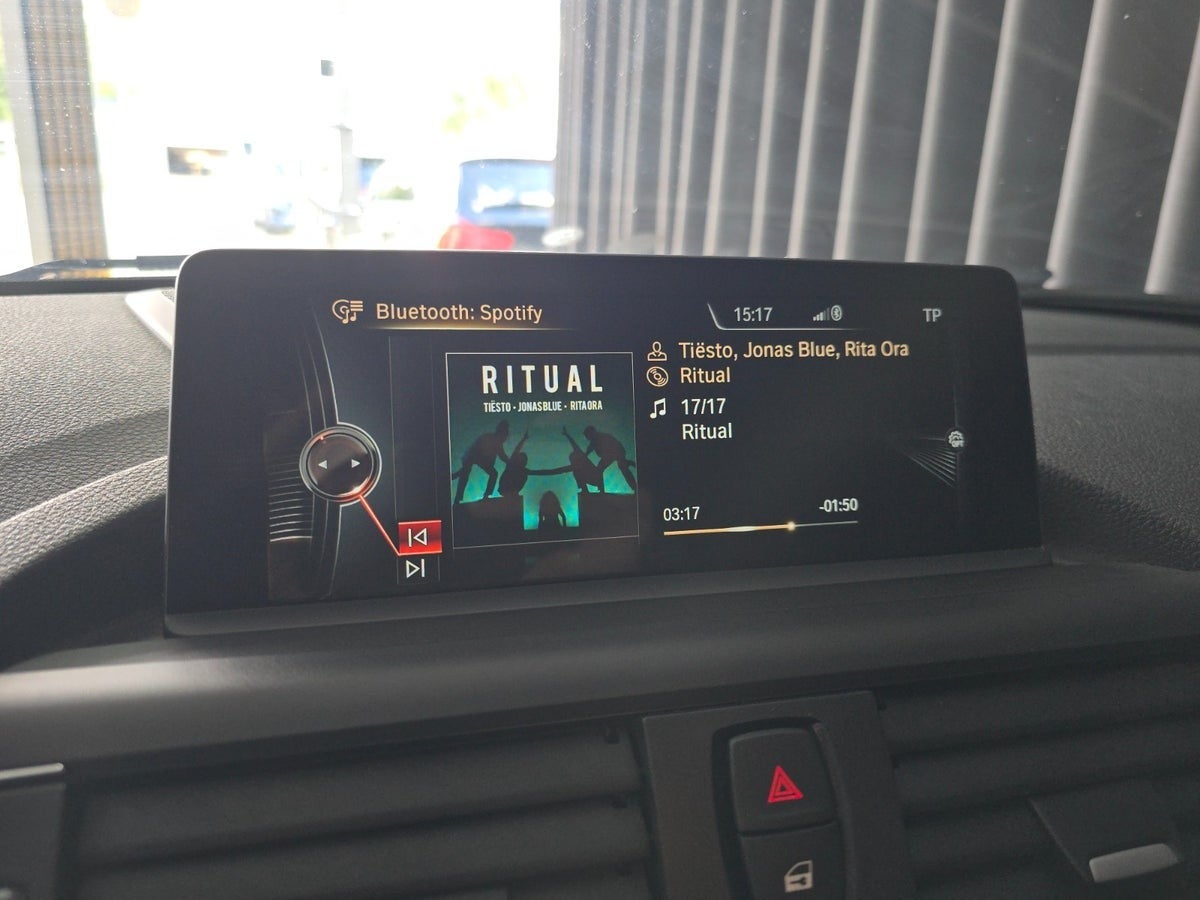 Bluetooth: Spotify
15:17
TP
RITUAL
TIËSTO · JONAS BLUE · RITA ORA
Tiësto, Jonas Blue, Rita Ora
Ritual
17/17
Ritual
03:17
-01:50
OFF